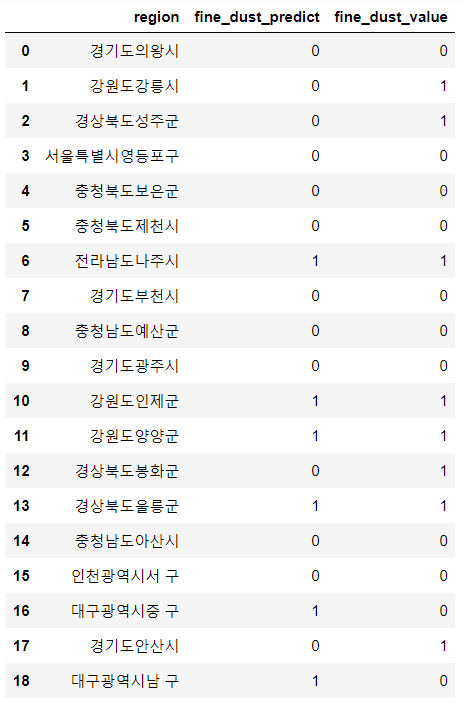 region fine_dust_predict fine_dust_value
0 경기도의왕시 0 0
1 강원도강릉시 0 1
2 경상북도성주군 0 1
3 서울특별시영등포구 0 0
4 충청북도보은군 0 0
5 충청북도제천시 0 0
6 전라남도나주시 1 1
7 경기도부천시 0 0
8 충청남도예산군 0 0
9 경기도광주시 0 0
10 강원도인제군 1 1
11 강원도양양군 1 1
12 경상북도봉화군 0 1
13 경상북도울릉군 1 1
14 충청남도아산시 0 0
15 인천광역시서 구 0 0
16 대구광역시중 구 1 0
17 경기도안산시 0 1
18 대구광역시남 구 1 0